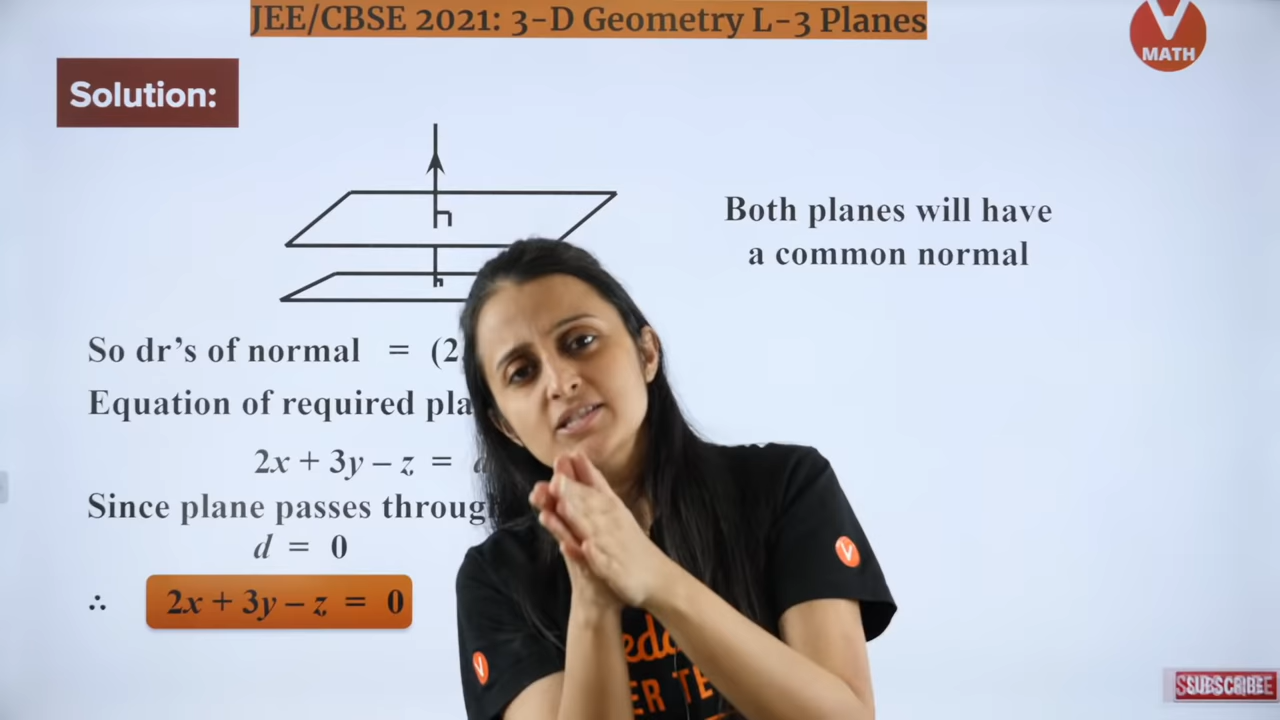 JEE/CBSE 2021: 3-D Geometry L-3 Planes
V
MATH
Solution:
Both planes will have
a common normal
So dr's of normal = (2
Equation of required pla
2x + 3y – z =
Since plane passes through
d = 0
∴ 2x + 3y – z = 0
V
V
SUBSCRIBE